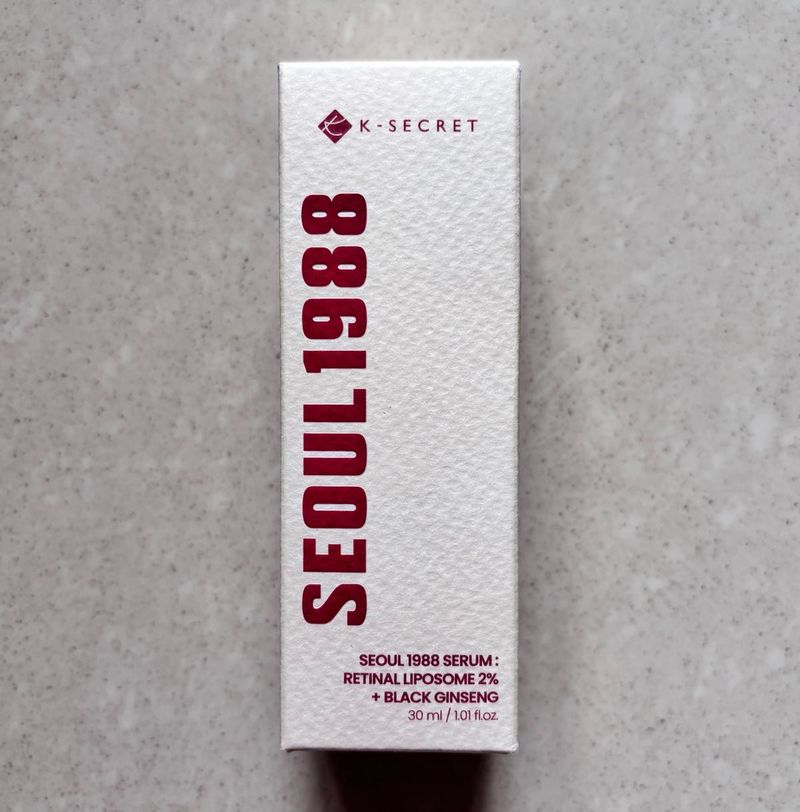 K-SECRET
SEOUL1988
SEOUL 1988 SERUM :
RETINAL LIPOSOME 2%
+ BLACK GINSENG
30 ml / 1.01 fl.oz.